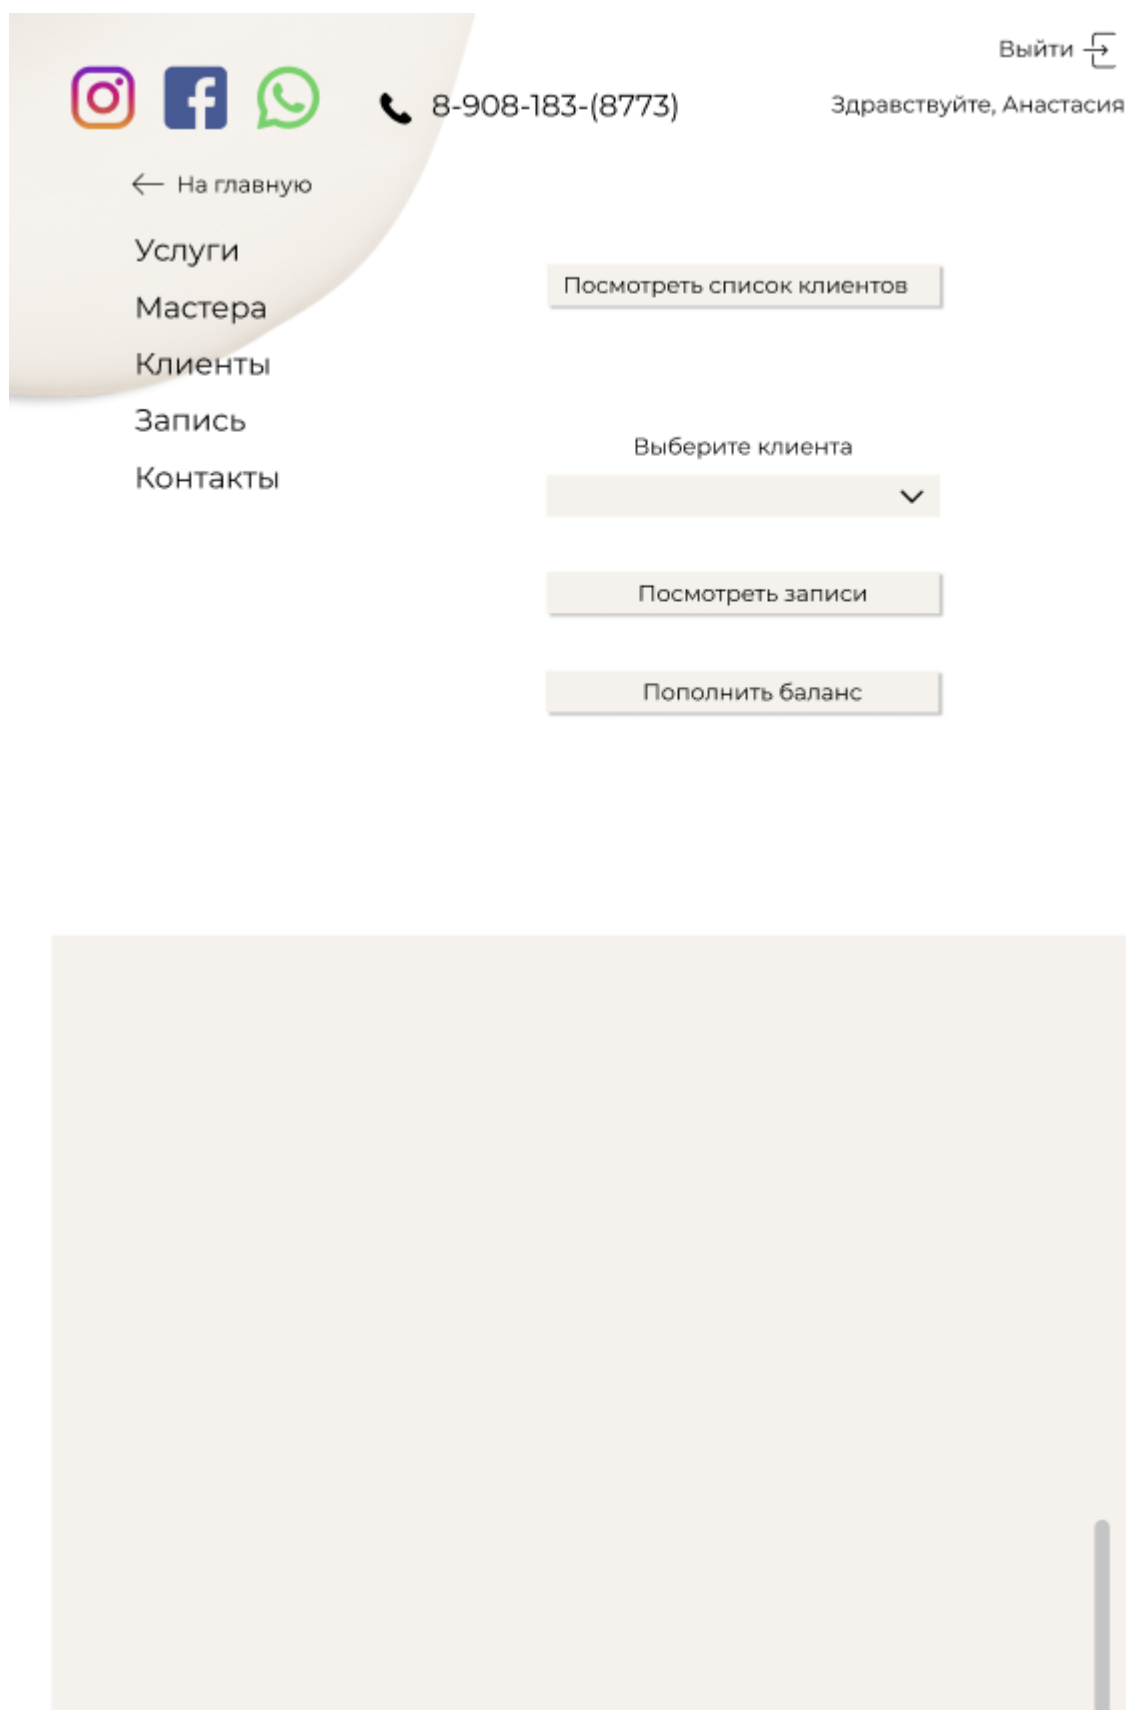 Выйти
8-908-183-(8773)
Здравствуйте, Анастасия
На главную
Услуги
Мастера
Клиенты
Запись
Контакты
Посмотреть список клиентов
Выберите клиента
Посмотреть записи
Пополнить баланс